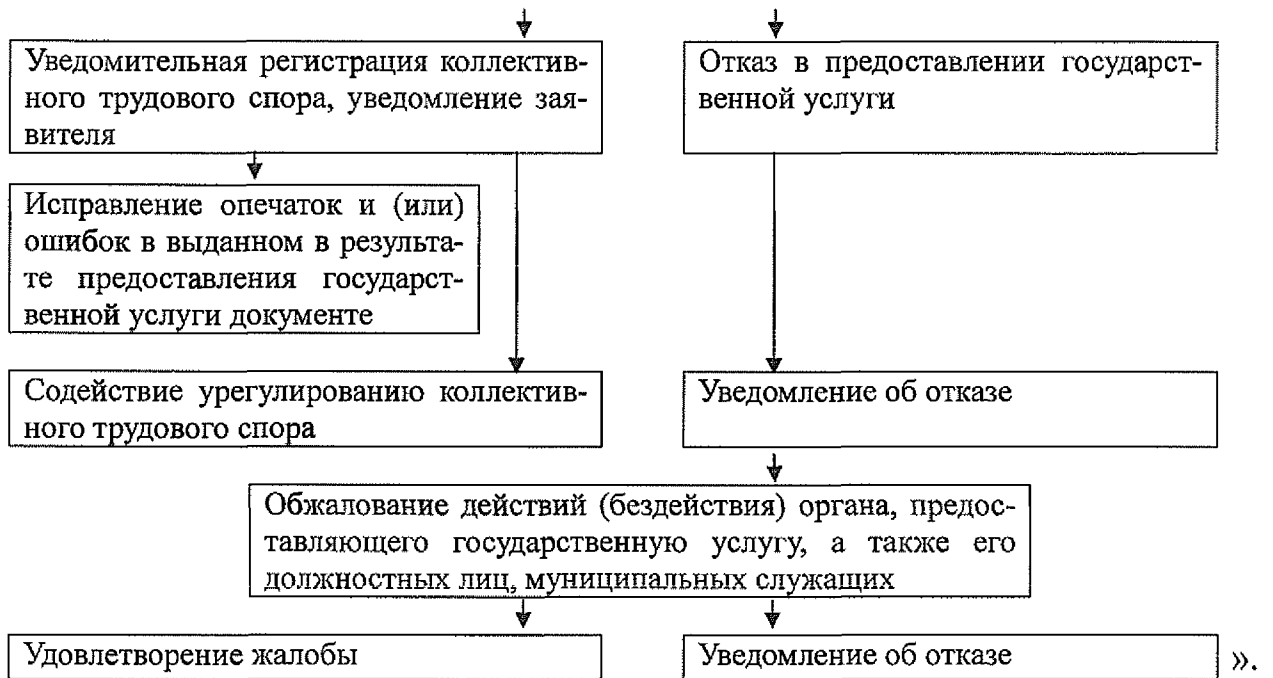 Уведомительная регистрация коллектив-
ного трудового спора, уведомление зая-
вителя
Отказ в предоставлении государст-
венной услуги
Исправление опечаток и (или)
ошибок в выданном в результа-
те предоставления государст-
венной услуги документе
Содействие урегулированию коллектив-
ного трудового спора
Уведомление об отказе
Обжалование действий (бездействия) органа, предос-
тавляющего государственную услугу, а также его
должностных лиц, муниципальных служащих
Удовлетворение жалобы
Уведомление об отказе
».